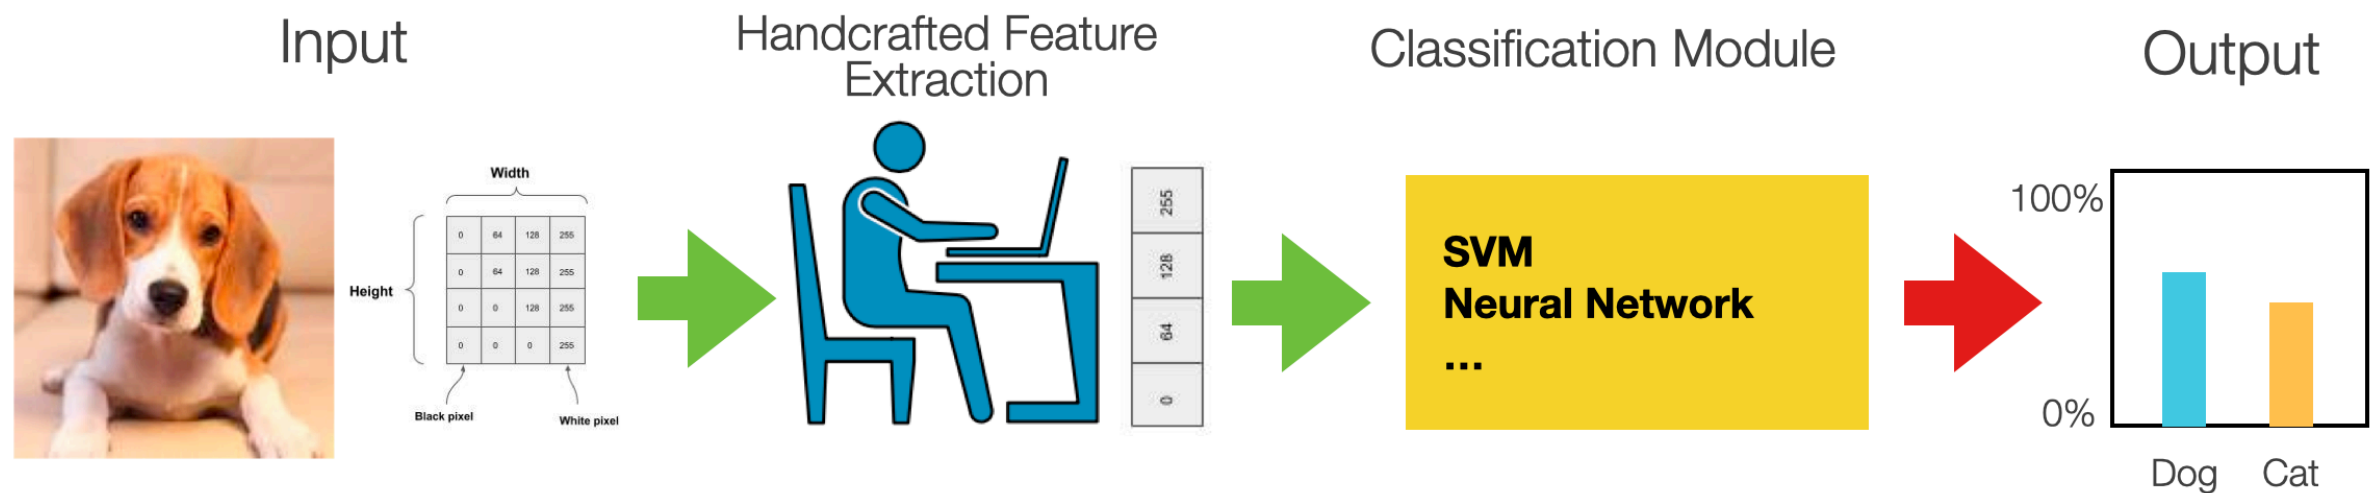 Input
Handcrafted Feature
Extraction
Classification Module
Output
Width
Height
0 64 128 255
0 64 128 255
0 0 128 255
0 0 0 255
Black pixel
White pixel
255
128
64
0
SVM
Neural Network
...
100%
0%
Dog Cat